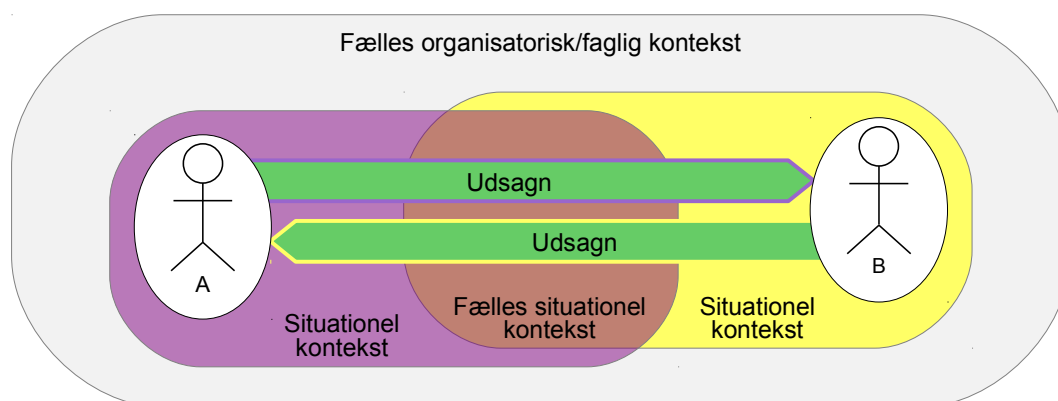 Fælles organisatorisk/faglig kontekst
Udsagn
Udsagn
A
B
Situationel
kontekst
Fælles situationel
kontekst
Situationel
kontekst